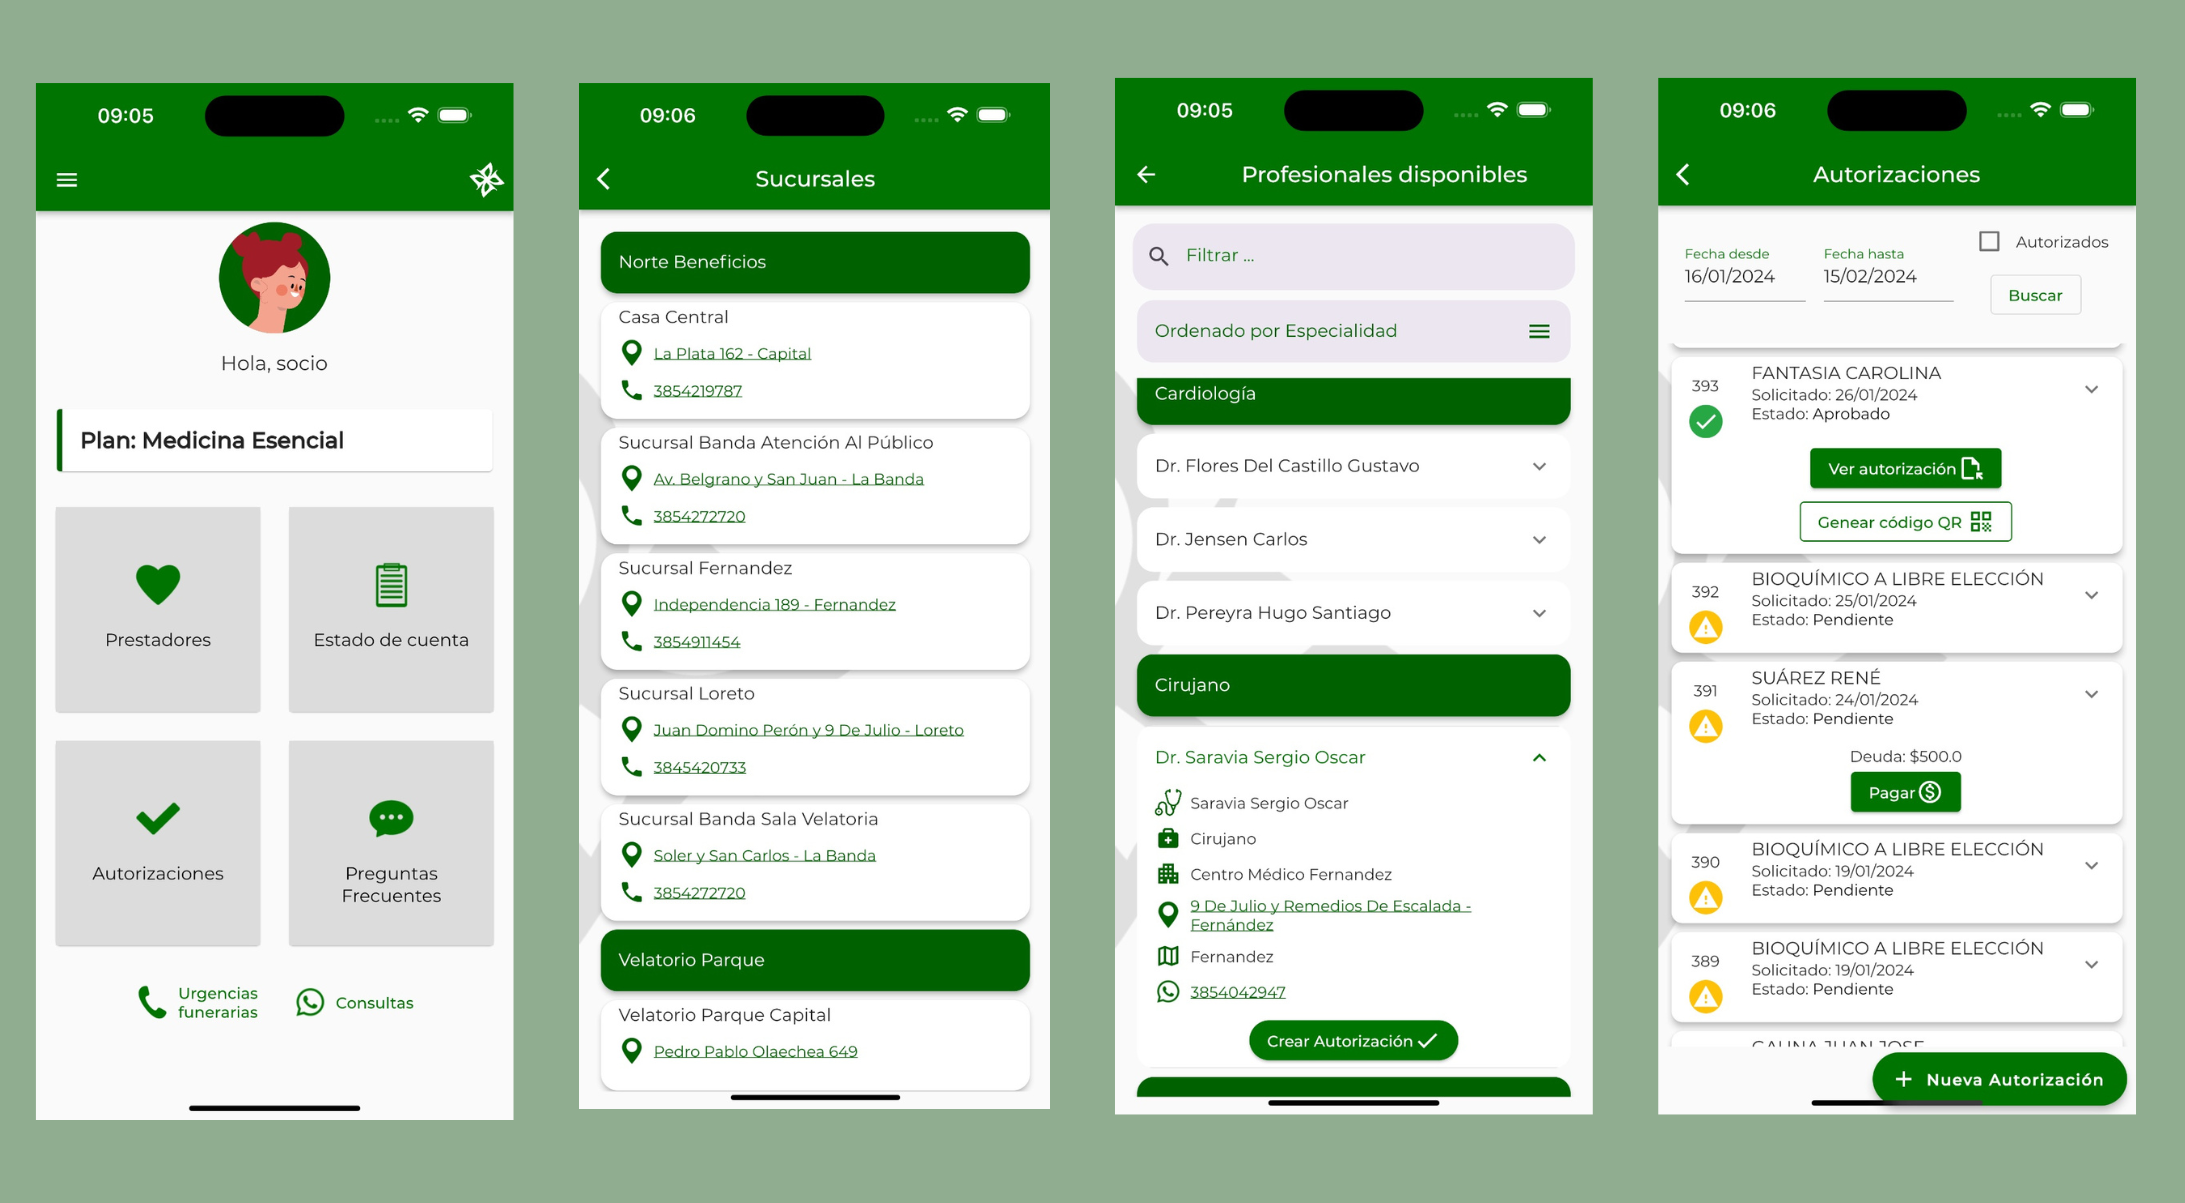 09:05
Hola, socio
Plan: Medicina Esencial
Prestadores
Estado de cuenta
Autorizaciones
Preguntas
Frecuentes
Urgencias
funerarias
Consultas
09:06
Sucursales
Norte Beneficios
Casa Central
La Plata 162 - Capital
3854219787
Sucursal Banda Atención Al Público
Av. Belgrano y San Juan - La Banda
3854272720
Sucursal Fernandez
Independencia 189 - Fernandez
3854911454
Sucursal Loreto
Juan Domino Perón y 9 De Julio - Loreto
3845420733
Sucursal Banda Sala Velatoria
Soler y San Carlos - La Banda
3854272720
Velatorio Parque
Velatorio Parque Capital
Pedro Pablo Olaechea 649
09:05
Profesionales disponibles
Filtrar ...
Ordenado por Especialidad
Cardiología
Dr. Flores Del Castillo Gustavo
Dr. Jensen Carlos
Dr. Pereyra Hugo Santiago
Cirujano
Dr. Saravia Sergio Oscar
Saravia Sergio Oscar
Cirujano
Centro Médico Fernandez
9 De Julio y Remedios De Escalada -
Fernández
Fernandez
3854042947
Crear Autorización
09:06
Autorizaciones
Autorizados
Fecha desde
16/01/2024
Fecha hasta
15/02/2024
Buscar
393
FANTASIA CAROLINA
Solicitado: 26/01/2024
Estado: Aprobado
Ver autorización
Genear código QR
392
BIOQUÍMICO A LIBRE ELECCIÓN
Solicitado: 25/01/2024
Estado: Pendiente
391
SUÁREZ RENÉ
Solicitado: 24/01/2024
Estado: Pendiente
Deuda: $500.0
Pagar
390
BIOQUÍMICO A LIBRE ELECCIÓN
Solicitado: 19/01/2024
Estado: Pendiente
389
BIOQUÍMICO A LIBRE ELECCIÓN
Solicitado: 19/01/2024
Estado: Pendiente
JUAN JOSE
+ Nueva Autorización